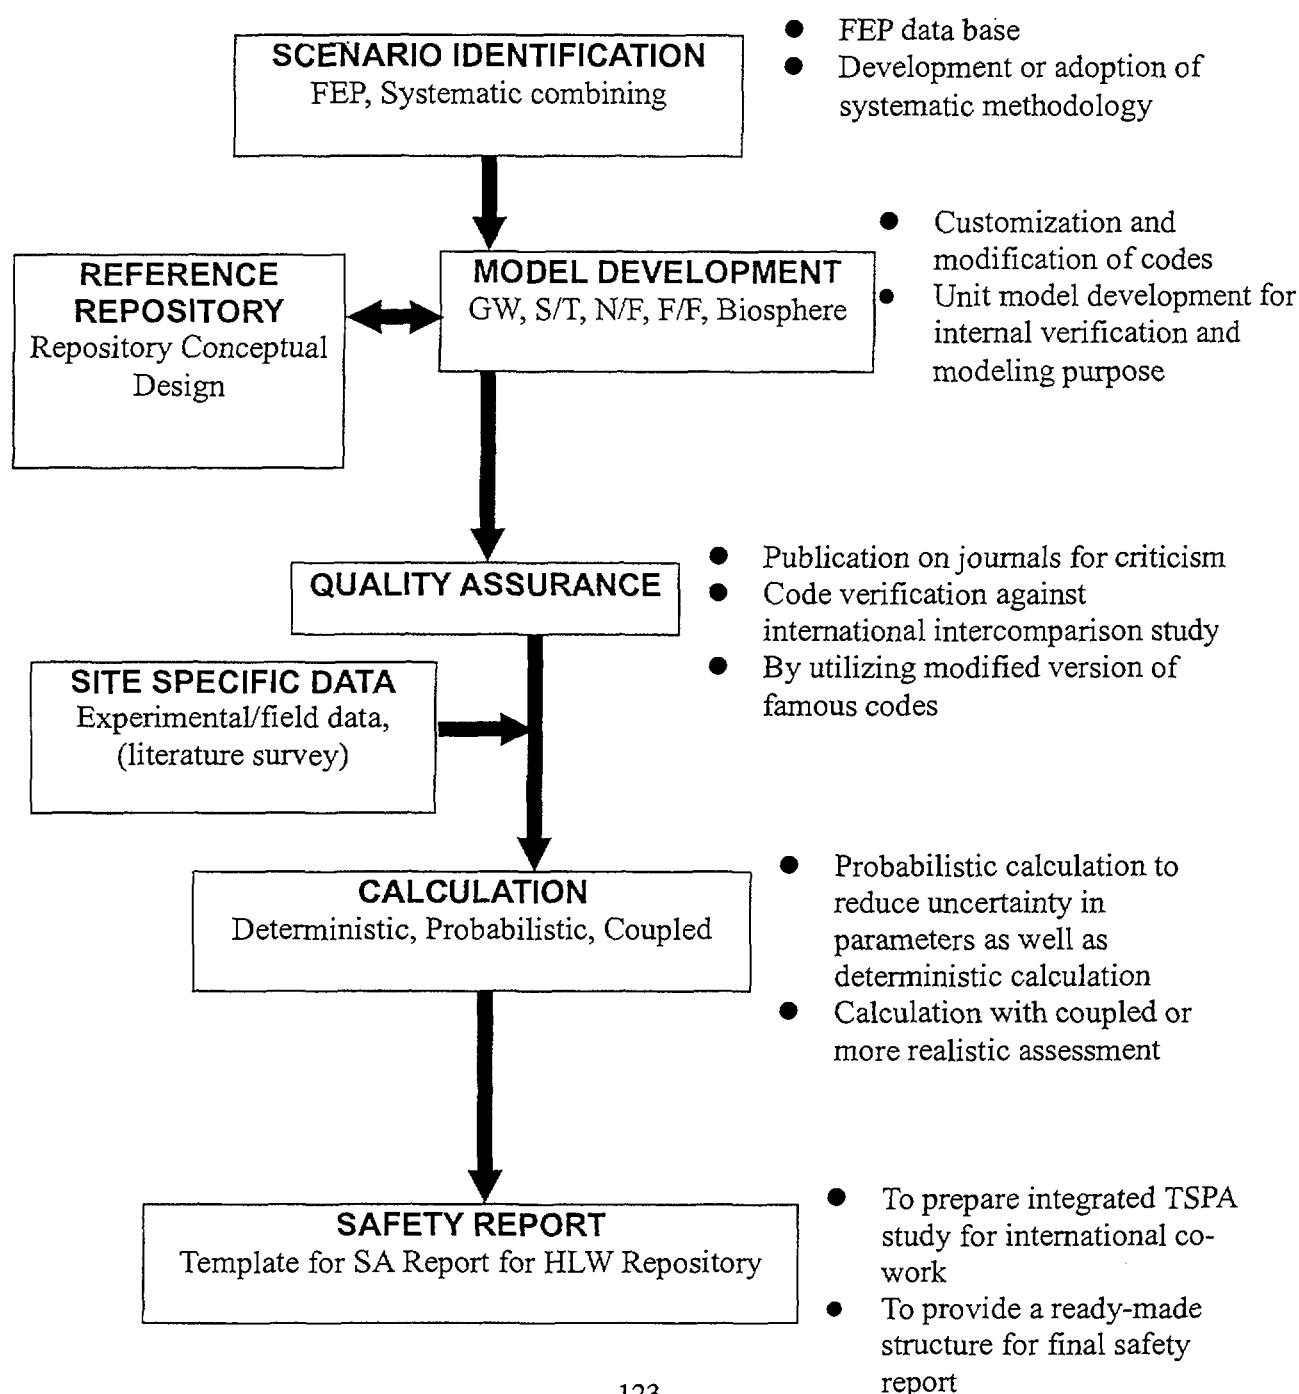 SCENARIO IDENTIFICATION
FEP, Systematic combining
● FEP data base
● Development or adoption of
systematic methodology
REFERENCE
REPOSITORY
Repository Conceptual
Design
MODEL DEVELOPMENT
GW, S/T, N/F, F/F, Biosphere
● Customization and
modification of codes
● Unit model development for
internal verification and
modeling purpose
QUALITY ASSURANCE
● Publication on journals for criticism
● Code verification against
international intercomparison study
● By utilizing modified version of
famous codes
SITE SPECIFIC DATA
Experimental/field data,
(literature survey)
CALCULATION
Deterministic, Probabilistic, Coupled
● Probabilistic calculation to
reduce uncertainty in
parameters as well as
deterministic calculation
● Calculation with coupled or
more realistic assessment
SAFETY REPORT
Template for SA Report for HLW Repository
● To prepare integrated TSPA
study for international co-
work
● To provide a ready-made
structure for final safety
report
123